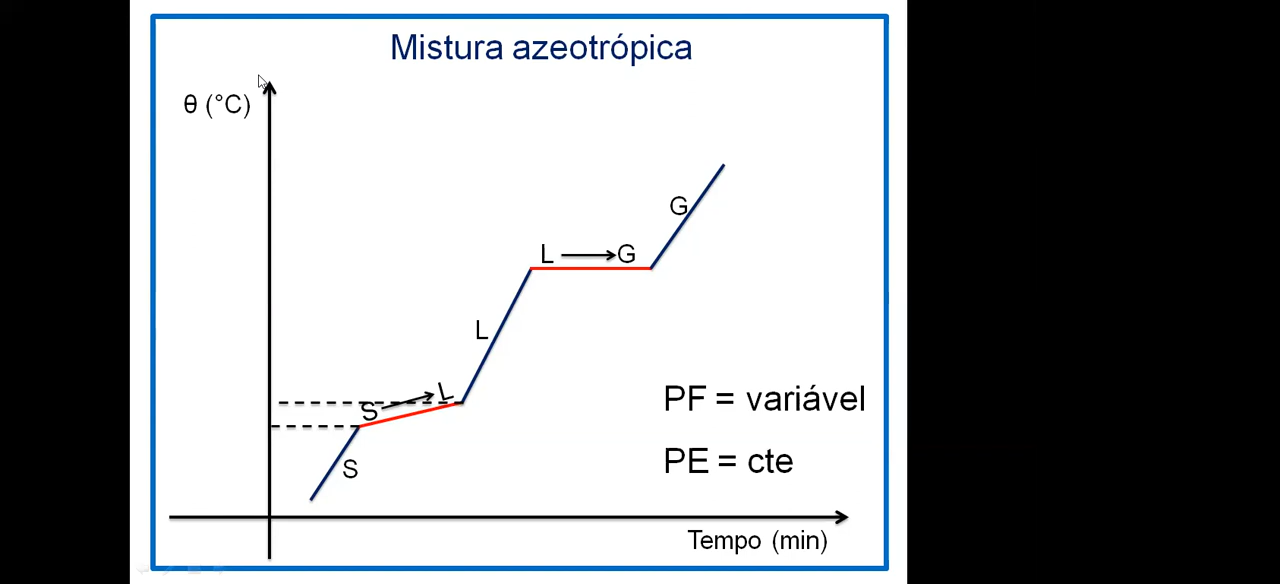 Mistura azeotrópica
θ (°C)
G
L → G
L
S → L
S
PF = variável
PE = cte
Tempo (min)